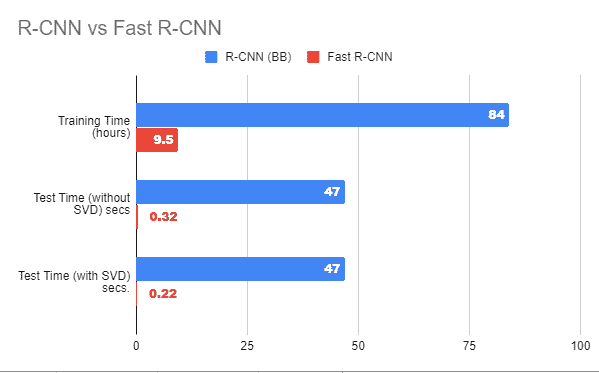 R-CNN vs Fast R-CNN
R-CNN (BB)
Fast R-CNN
Training Time
(hours)
84
9.5
Test Time (without
SVD) secs
47
0.32
Test Time (with SVD)
secs.
47
0.22
0
25
50
75
100